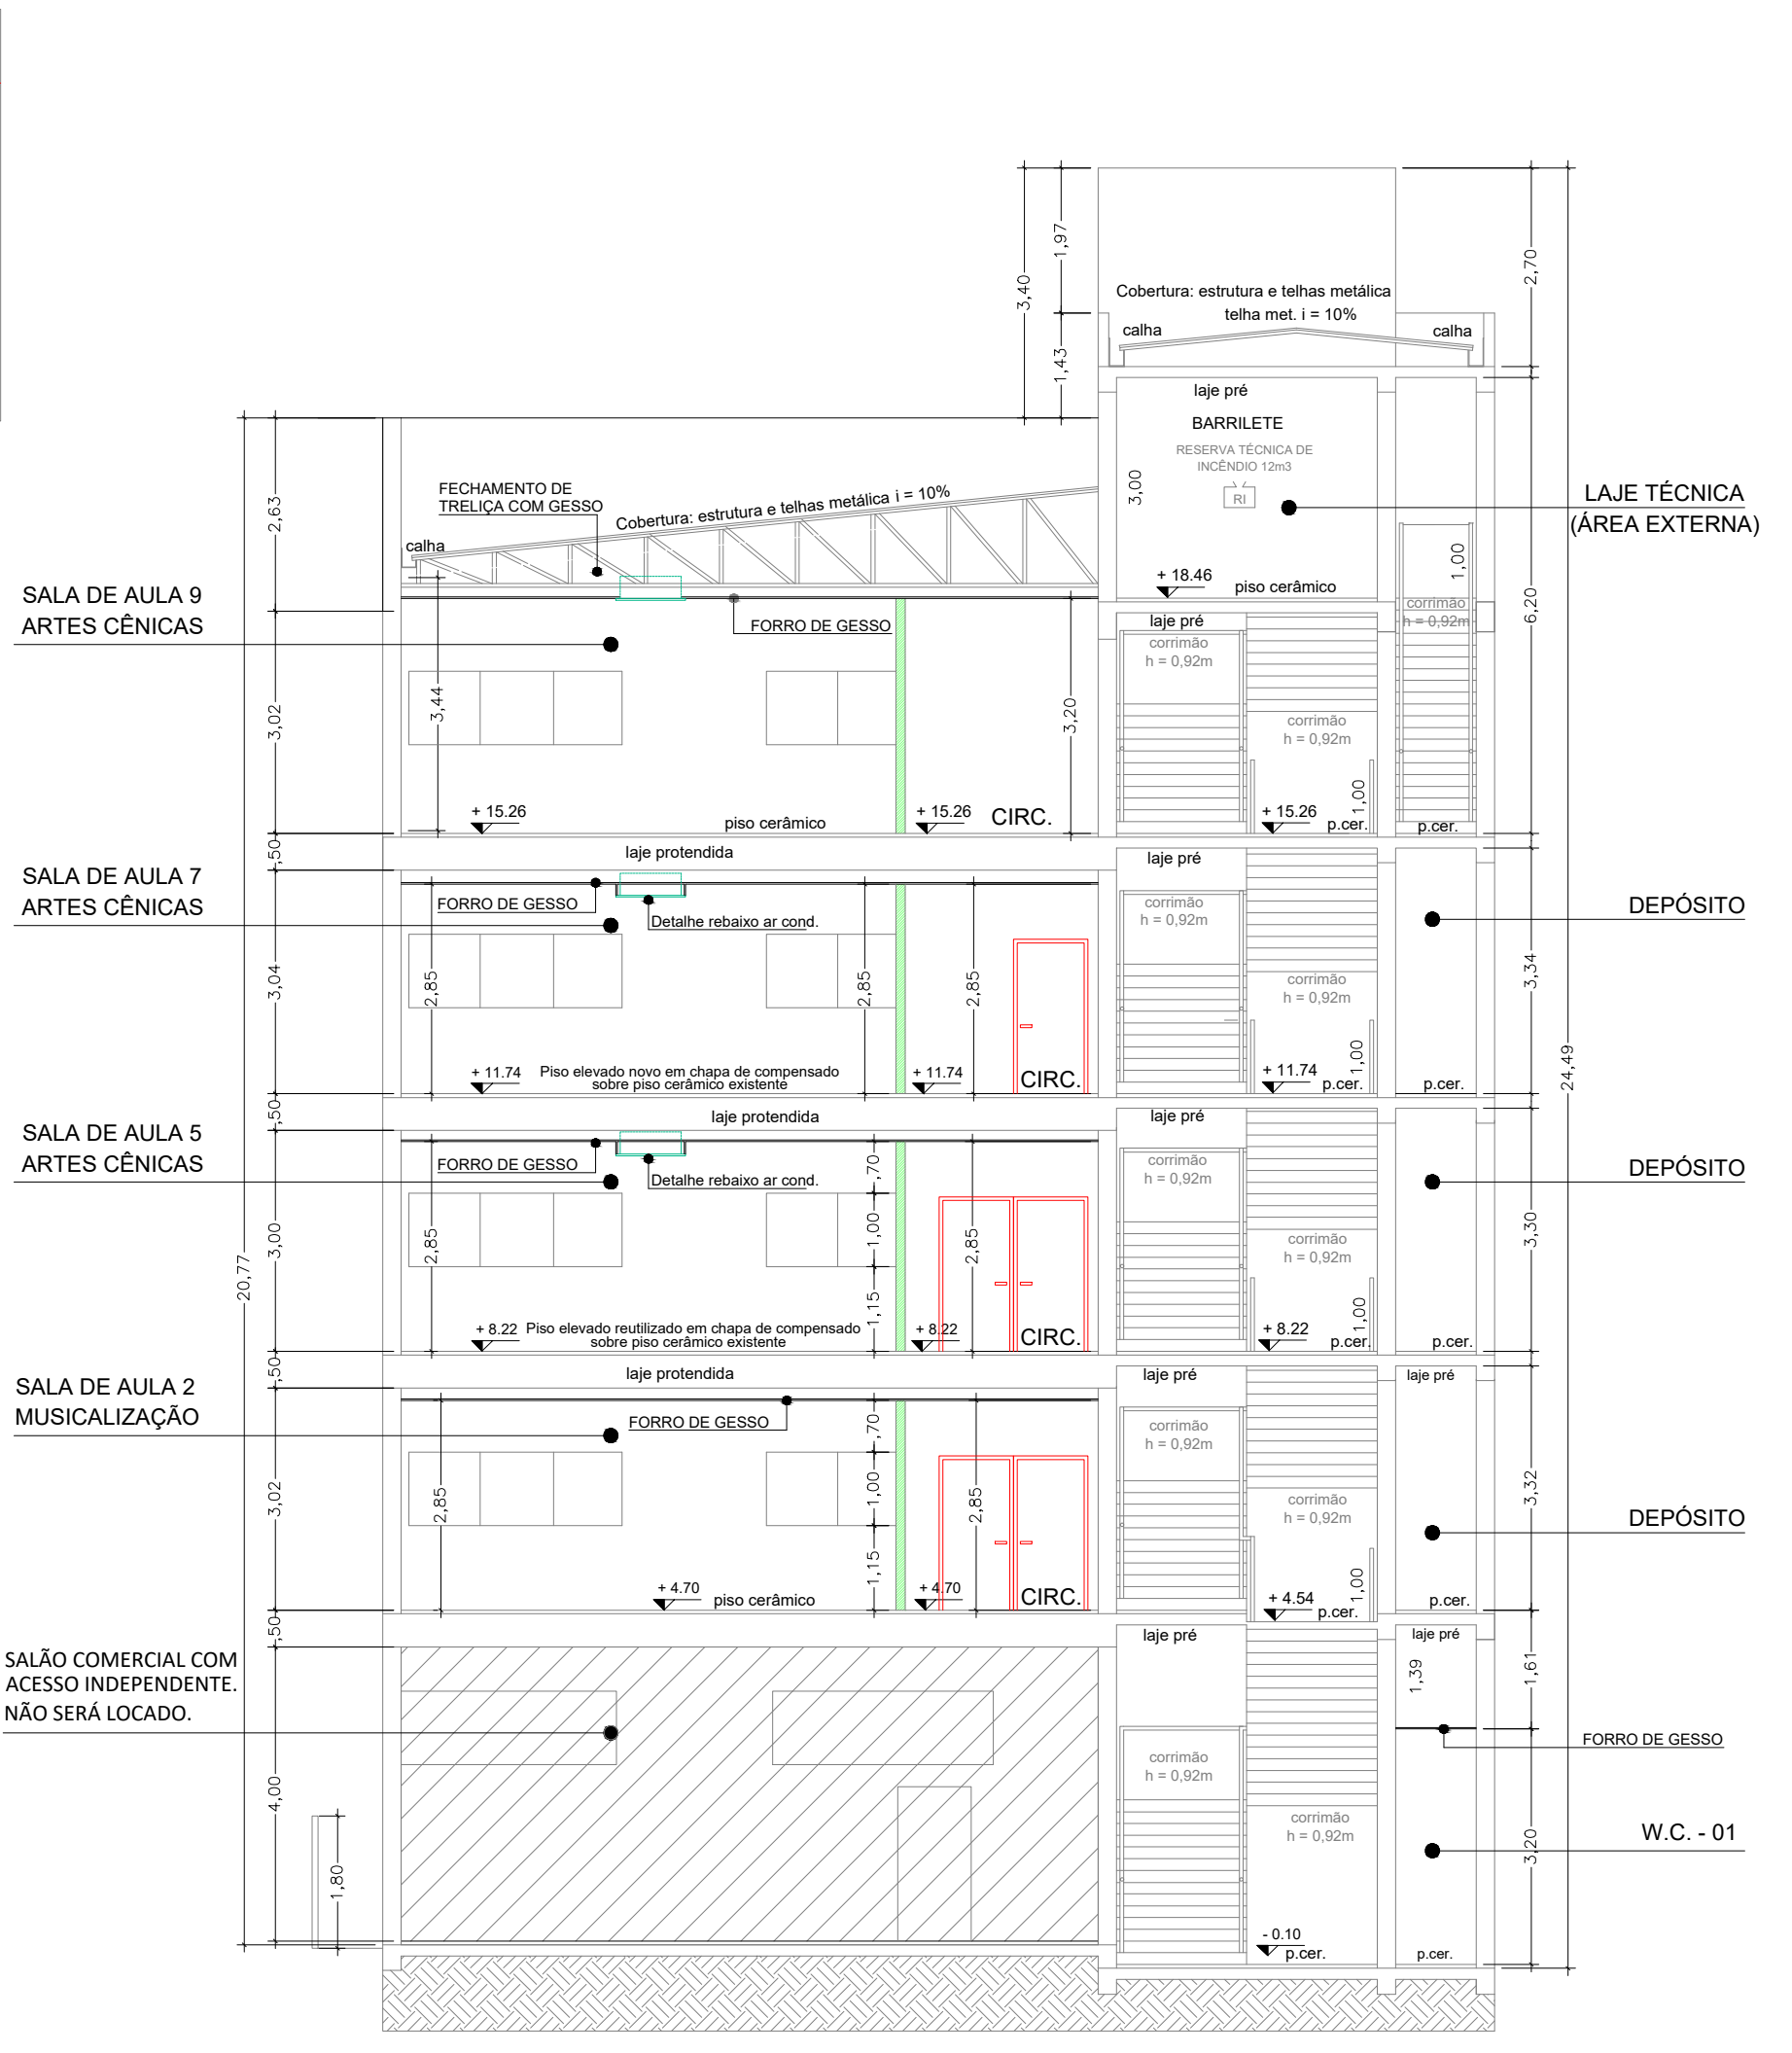 1,97
3,40
2,70
Cobertura: estrutura e telhas metálica
telha met. i = 10%
calha
calha
1,43
laje pré
BARRILETE
RESERVA TÉCNICA DE
INCÊNDIO 12m3
RI
3,00
LAJE TÉCNICA
(ÁREA EXTERNA)
FECHAMENTO DE
TRELIÇA COM GESSO
Cobertura: estrutura e telhas metálica i = 10%
calha
2,63
1,00
+ 18.46
piso cerâmico
corrimão
h = 0,92m
6,20
SALA DE AULA 9
ARTES CÊNICAS
FORRO DE GESSO
laje pré
corrimão
h = 0,92m
3,02
3,44
3,20
corrimão
h = 0,92m
1,00
+ 15.26
piso cerâmico
+ 15.26
CIRC.
+ 15.26
p.cer.
p.cer.
,50
laje protendida
laje pré
SALA DE AULA 7
ARTES CÊNICAS
FORRO DE GESSO
Detalhe rebaixo ar cond.
corrimão
h = 0,92m
DEPÓSITO
3,04
2,85
2,85
2,85
corrimão
h = 0,92m
3,34
1,00
24,49
+ 11.74
Piso elevado novo em chapa de compensado
sobre piso cerâmico existente
+ 11.74
CIRC.
+ 11.74
p.cer.
p.cer.
,50
laje protendida
laje pré
SALA DE AULA 5
ARTES CÊNICAS
FORRO DE GESSO
Detalhe rebaixo ar cond.
,70
corrimão
h = 0,92m
DEPÓSITO
20,77
3,00
2,85
1,00
2,85
corrimão
h = 0,92m
3,30
1,15
1,00
+ 8.22
Piso elevado reutilizado em chapa de compensado
sobre piso cerâmico existente
+ 8.22
CIRC.
+ 8.22
p.cer.
p.cer.
,50
laje protendida
laje pré
laje pré
SALA DE AULA 2
MUSICALIZAÇÃO
FORRO DE GESSO
,70
corrimão
h = 0,92m
3,02
2,85
1,00
2,85
corrimão
h = 0,92m
3,32
DEPÓSITO
1,15
1,00
+ 4.70
piso cerâmico
+ 4.70
CIRC.
+ 4.54
p.cer.
p.cer.
,50
laje pré
laje pré
SALÃO COMERCIAL COM
ACESSO INDEPENDENTE.
NÃO SERÁ LOCADO.
1,39
1,61
FORRO DE GESSO
corrimão
h = 0,92m
4,00
corrimão
h = 0,92m
W.C. - 01
3,20
1,80
- 0.10
p.cer.
p.cer.